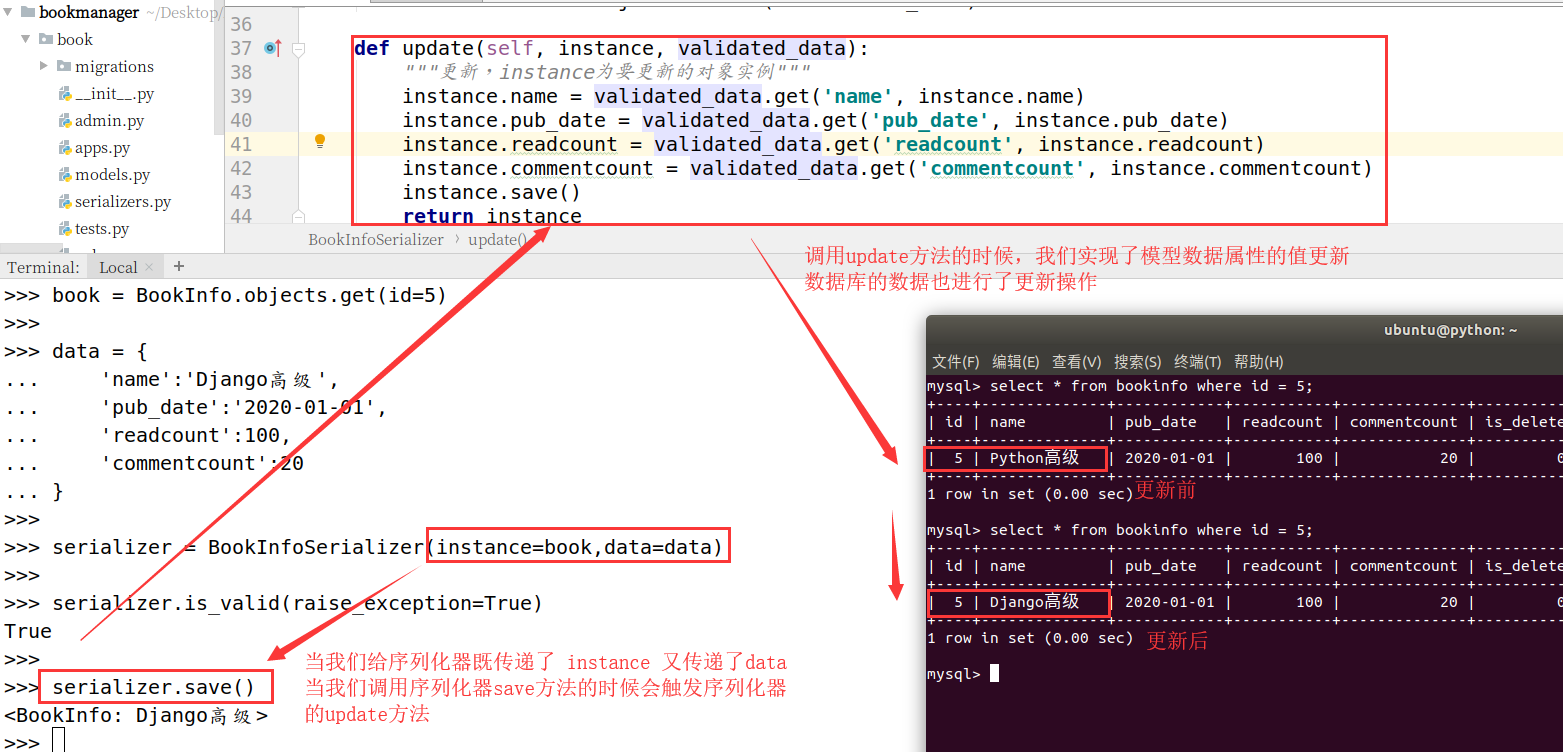 bookmanager ~/Desktop/
book
migrations
__init__.py
admin.py
apps.py
models.py
serializers.py
tests.py
36
37 def update(self, instance, validated_data):
38 """更新，instance为要更新的对象实例"""
39 instance.name = validated_data.get('name', instance.name)
40 instance.pub_date = validated_data.get('pub_date', instance.pub_date)
41 instance.readcount = validated_data.get('readcount', instance.readcount)
42 instance.commentcount = validated_data.get('commentcount', instance.commentcount)
43 instance.save()
44 return instance
BookInfoSerializer › update()
调用update方法的时候，我们实现了模型数据属性的值更新
数据库的数据也进行了更新操作
Terminal: Local × +
>>> book = BookInfo.objects.get(id=5)
>>>
>>> data = {
... 'name':'Django高级',
... 'pub_date':'2020-01-01',
... 'readcount':100,
... 'commentcount':20
... }
>>>
>>> serializer = BookInfoSerializer(instance=book,data=data)
>>>
>>> serializer.is_valid(raise_exception=True)
True
>>>
>>> serializer.save()
<BookInfo: Django高级>
>>>
当我们给序列化器既传递了 instance 又传递了data
当我们调用序列化器save方法的时候会触发序列化器
的update方法
ubuntu@python: ~
文件(F) 编辑(E) 查看(V) 搜索(S) 终端(T) 帮助(H)
mysql> select * from bookinfo where id = 5;
+----+--------------+------------+-----------+--------------+----------
| id | name | pub_date | readcount | commentcount | is_delete
+----+--------------+------------+-----------+--------------+----------
| 5 | Python高级 | 2020-01-01 | 100 | 20 | 0
+----+--------------+------------+-----------+--------------+----------
1 row in set (0.00 sec) 更新前
mysql> select * from bookinfo where id = 5;
+----+--------------+------------+-----------+--------------+----------
| id | name | pub_date | readcount | commentcount | is_delete
+----+--------------+------------+-----------+--------------+----------
| 5 | Django高级 | 2020-01-01 | 100 | 20 | 0
+----+--------------+------------+-----------+--------------+----------
1 row in set (0.00 sec) 更新后
mysql>